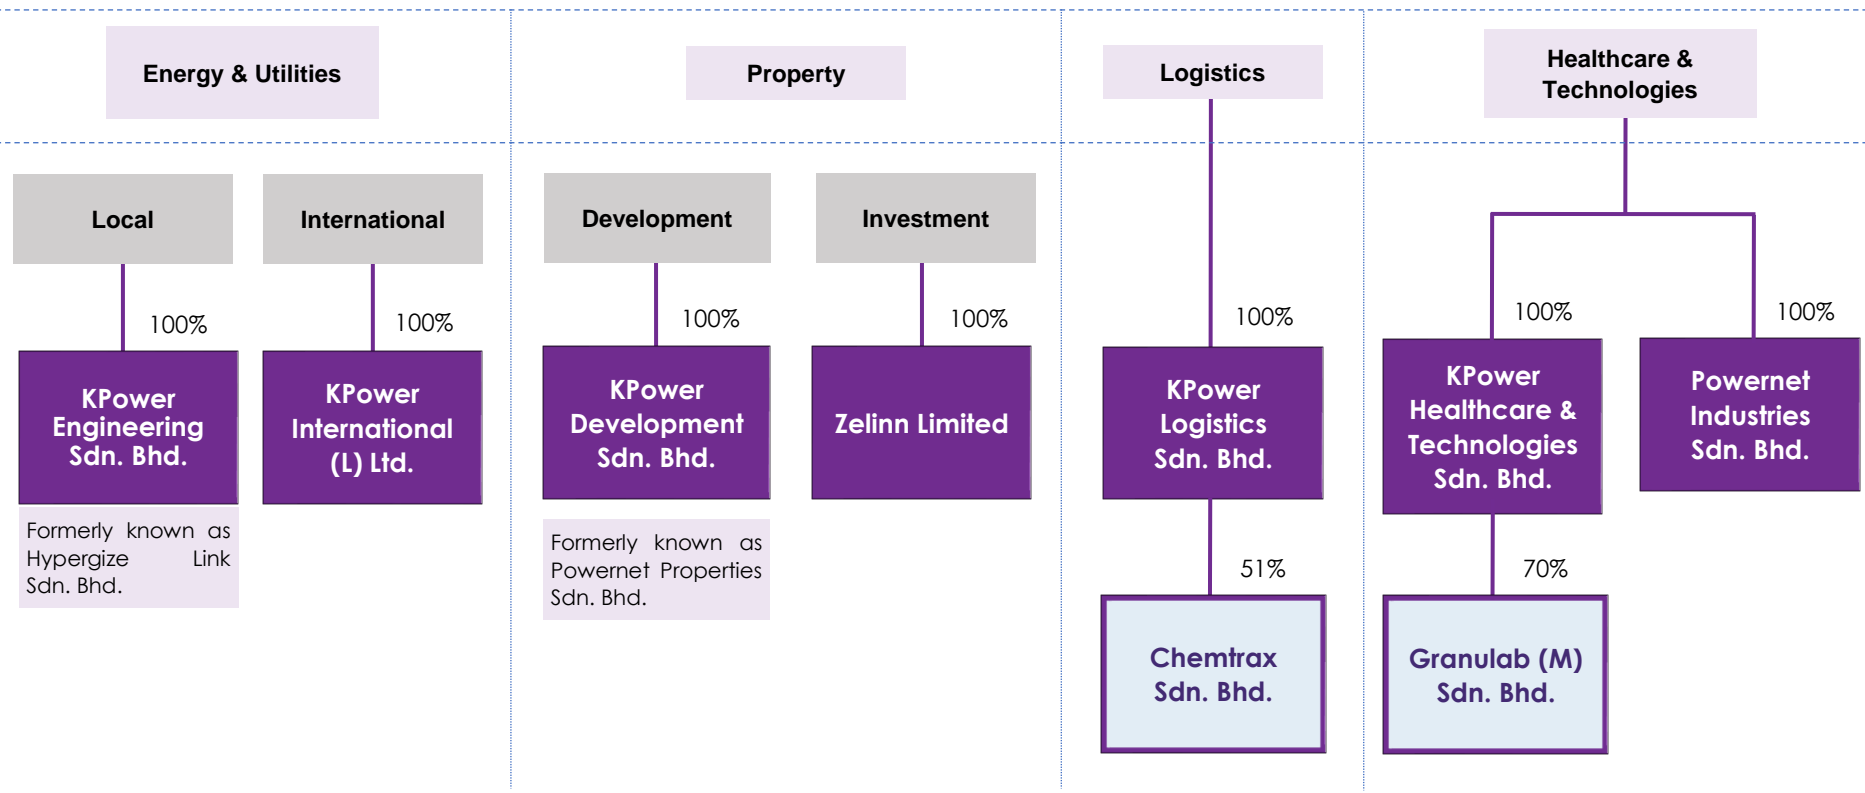 Energy & Utilities
Property
Logistics
Healthcare &
Technologies
Local
International
Development
Investment
100%
100%
100%
100%
100%
100%
100%
KPower
Engineering
Sdn. Bhd.
KPower
International
(L) Ltd.
KPower
Development
Sdn. Bhd.
Zelinn Limited
KPower
Logistics
Sdn. Bhd.
KPower
Healthcare &
Technologies
Sdn. Bhd.
Powernet
Industries
Sdn. Bhd.
Formerly known as
Hypergize Link
Sdn. Bhd.
Formerly known as
Powernet Properties
Sdn. Bhd.
51%
70%
Chemtrax
Sdn. Bhd.
Granulab (M)
Sdn. Bhd.